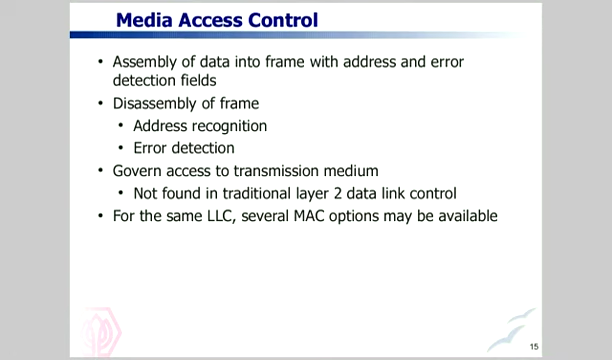 Media Access Control
• Assembly of data into frame with address and error
detection fields
• Disassembly of frame
• Address recognition
• Error detection
• Govern access to transmission medium
• Not found in traditional layer 2 data link control
• For the same LLC, several MAC options may be available
15